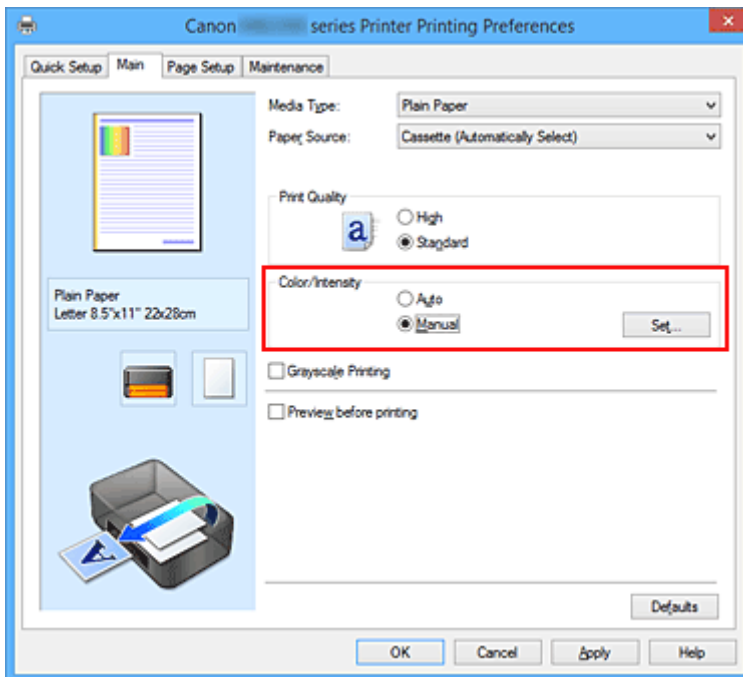 Canon series Printer Printing Preferences
Quick Setup Main Page Setup Maintenance
Media Type: Plain Paper
Paper Source: Cassette (Automatically Select)
Print Quality
a
High
Standard
Color/Intensity
Auto
Manual
Set...
Plain Paper
Letter 8.5"x11" 22x28cm
Grayscale Printing
Preview before printing
A
Defaults
OK Cancel Apply Help